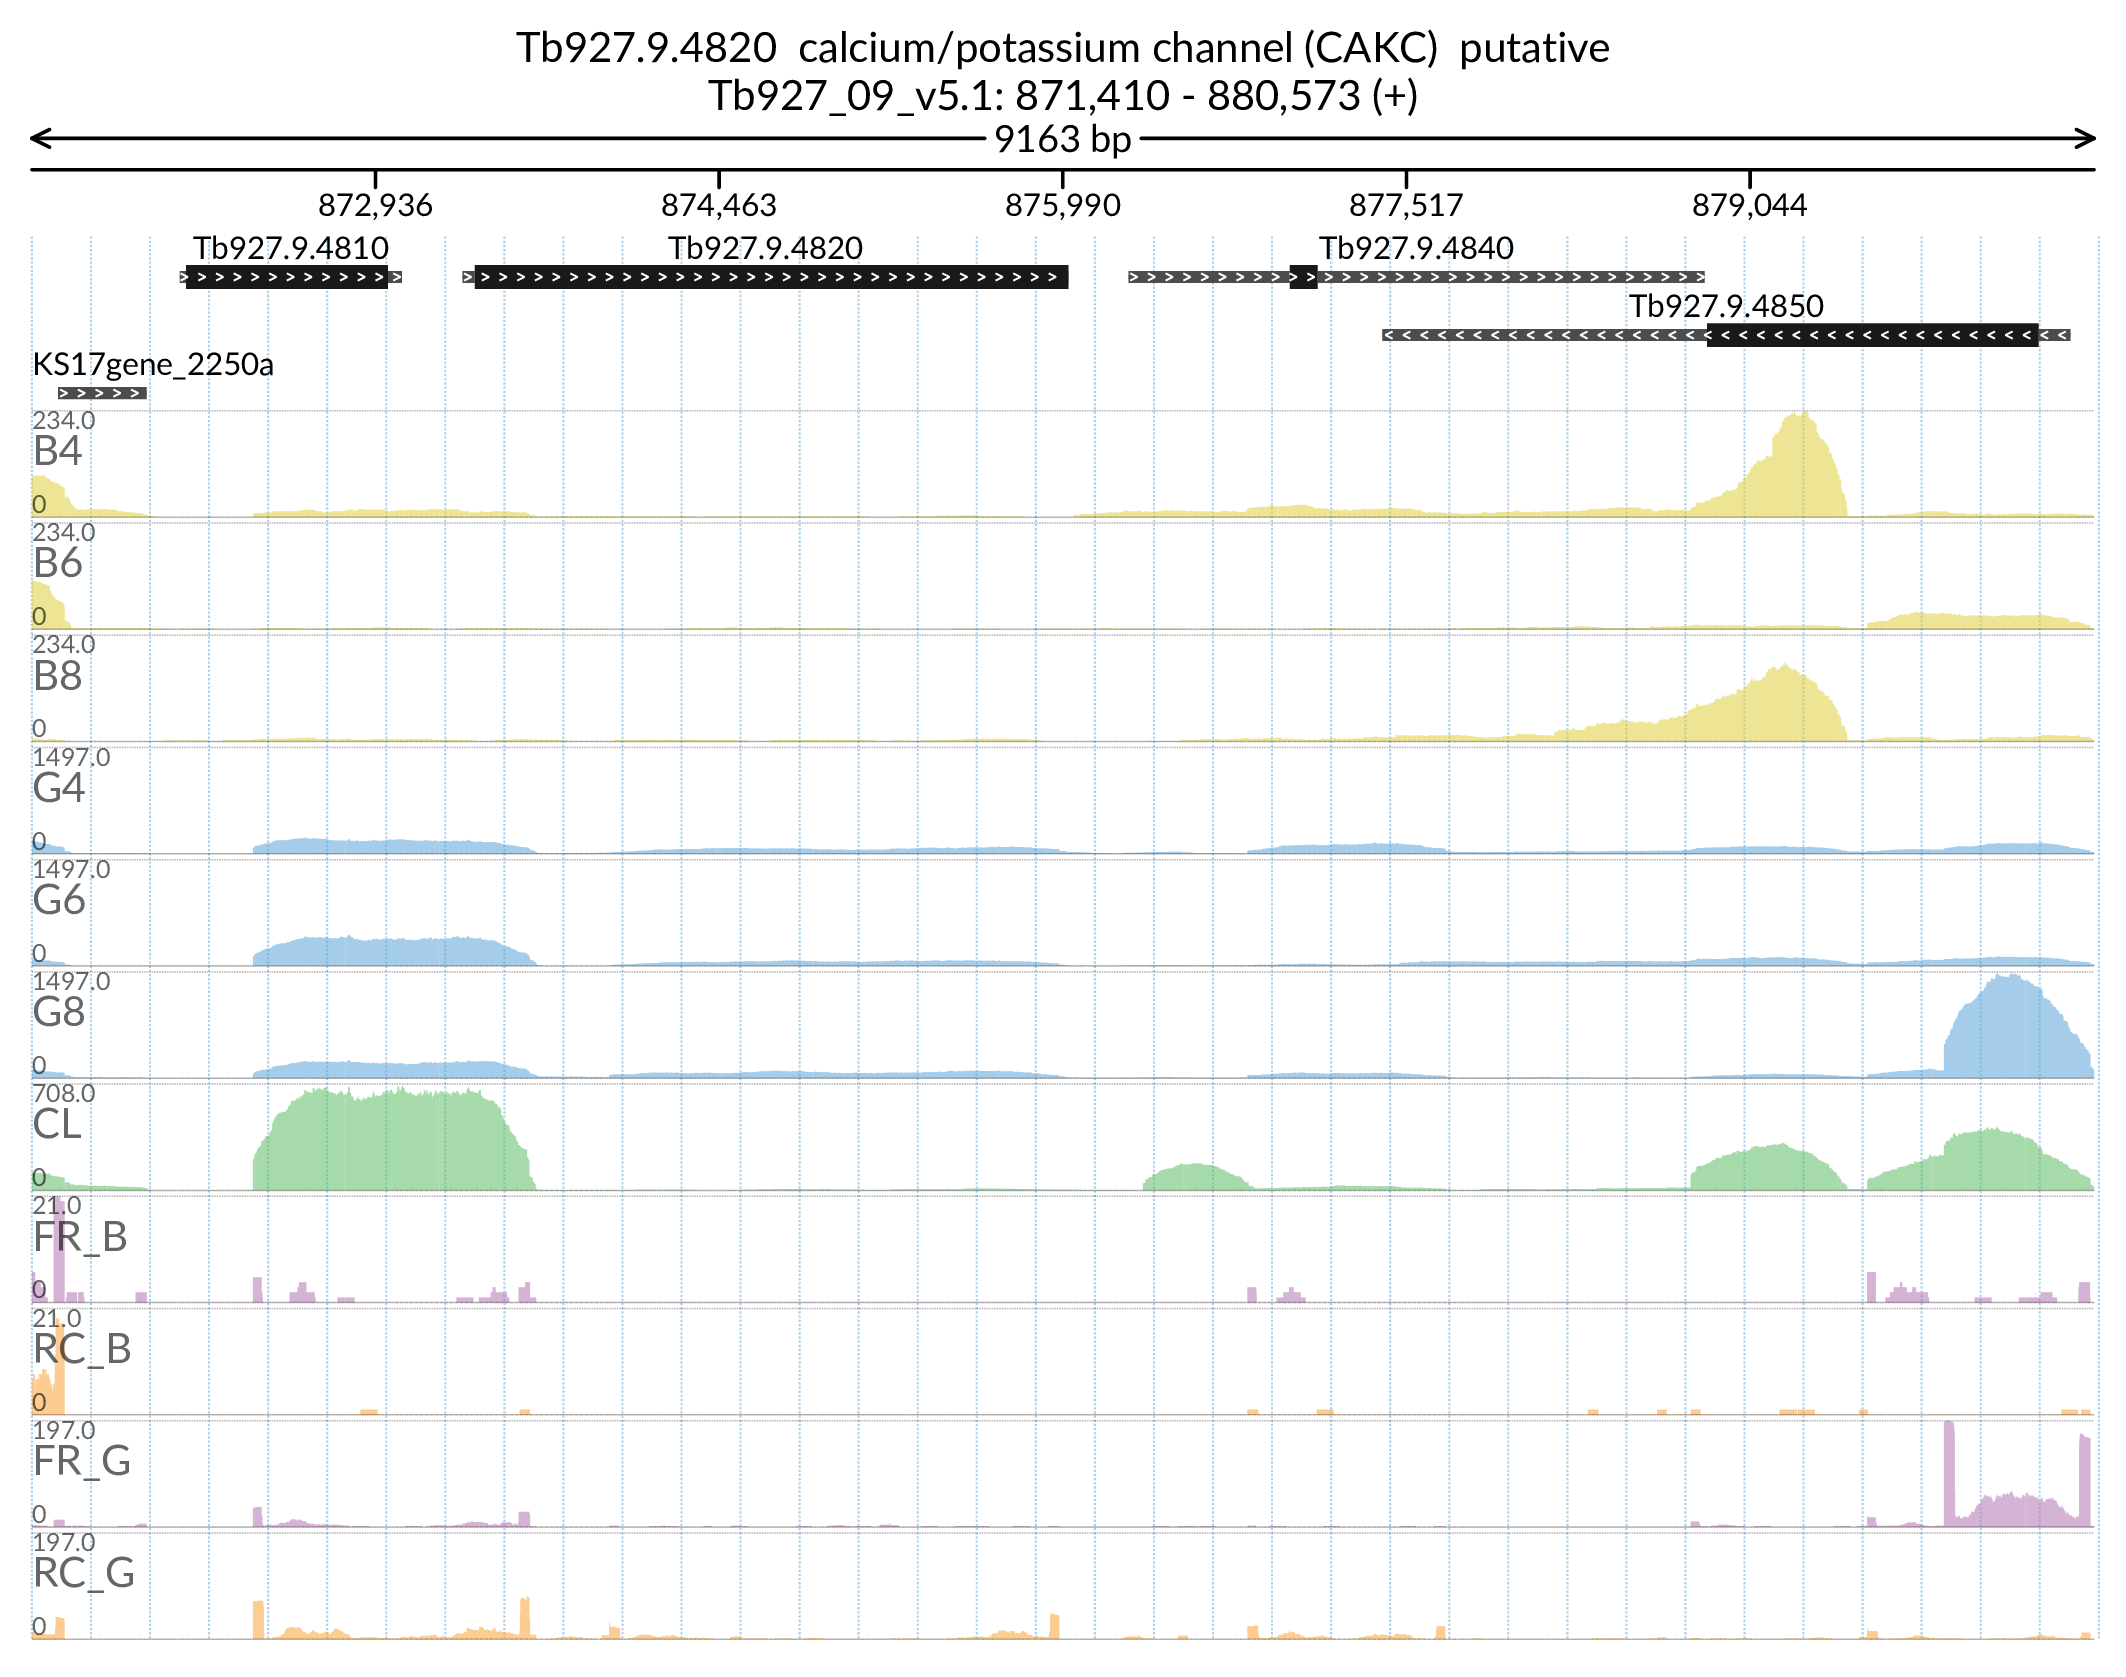 Tb927.9.4820 calcium/potassium channel (CAKC) putative
Tb927_09_v5.1: 871,410 - 880,573 (+)
9163 bp
872,936 874,463 875,990 877,517 879,044
Tb927.9.4810 Tb927.9.4820 Tb927.9.4840
Tb927.9.4850
KS17gene_2250a
234.0
B4
0
234.0
B6
0
234.0
B8
0
1497.0
G4
0
1497.0
G6
0
1497.0
G8
0
708.0
CL
0
21.0
FR_B
0
21.0
RC_B
0
197.0
FR_G
0
197.0
RC_G
0